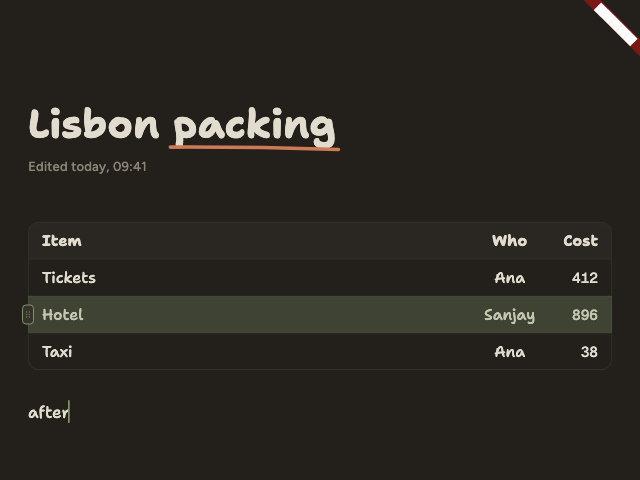 Lisbon packing
Edited today, 09:41
Item Who Cost
Tickets Ana 412
Hotel Sanjay 896
Taxi Ana 38
after